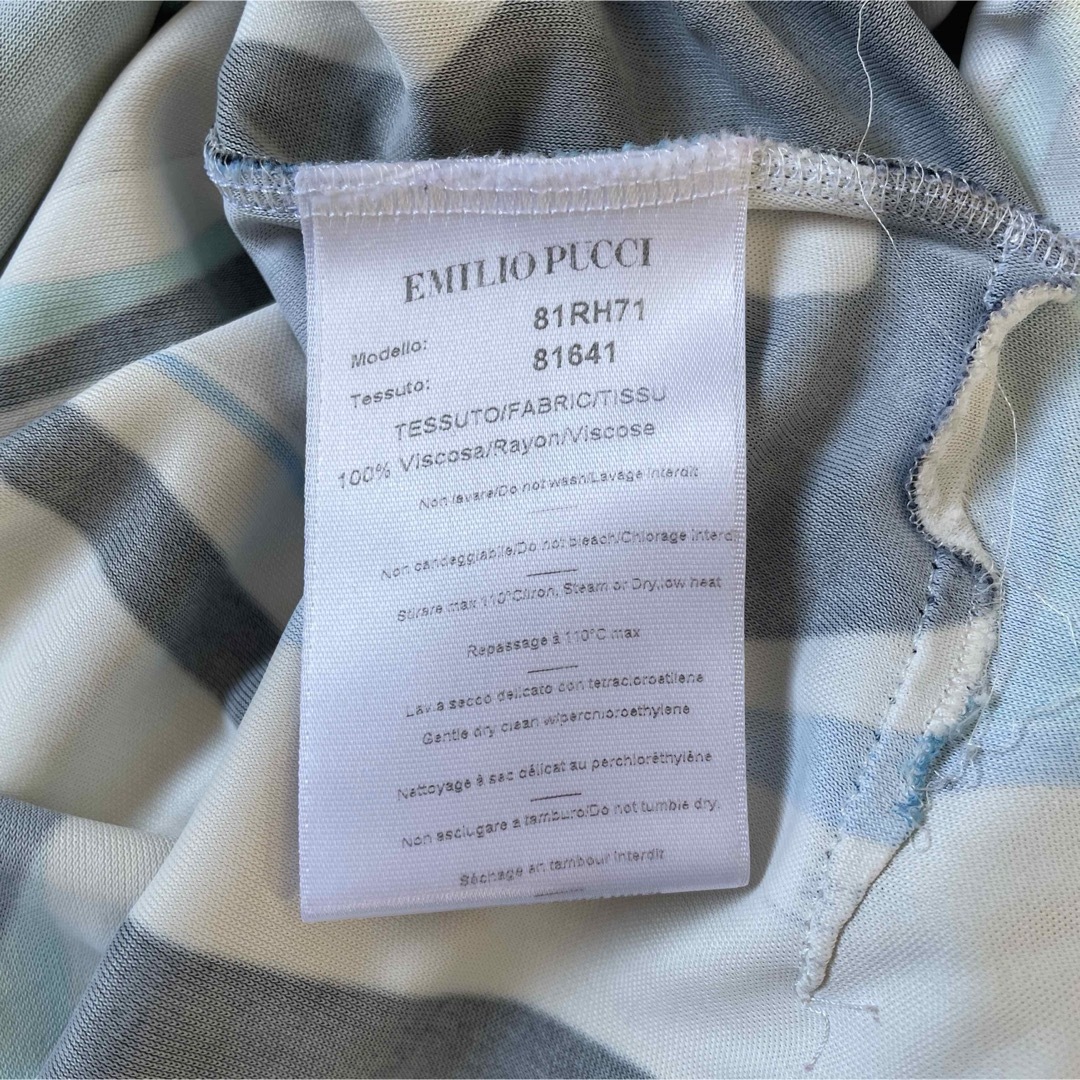 EMILIO PUCCI
Modello: 81RH71
Tessuto: 81641
TESSUTO/FABRIC/TISSU
100% Viscosa/Rayon/Viscose
Non lavare/Do not wash/Lavage interdit
Non candeggiabile/Do not bleach/Chlorage interd
Stirare max 110°C/Iron, Steam or Dry,low heat
Repassage à 110°C max
Lav.a secco delicato con tetracloroetilene
Gentle dry clean w/perchloroethylene
Nettoyage à sec délicat au perchloréthylène
Non asciugare a tamburo/Do not tumble dry.
Séchage en tambour interdit